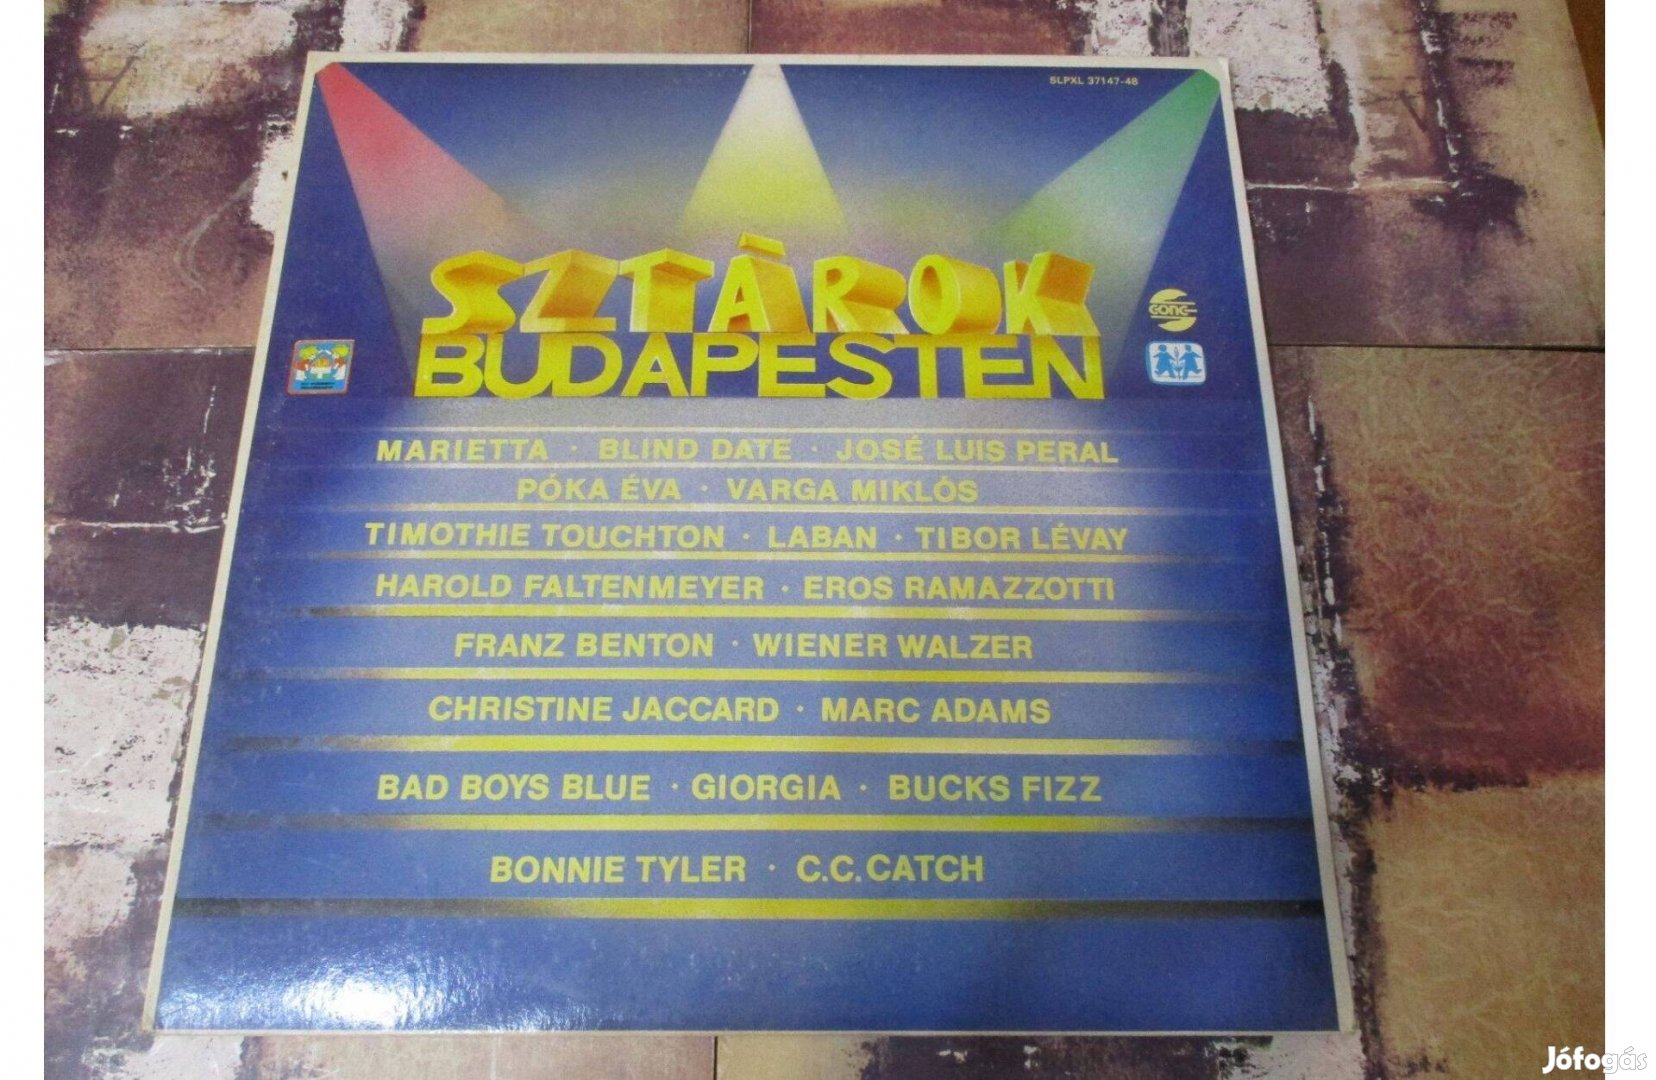 SLPXL 37147-48
SZTÁROK
BUDAPESTEN
GONG
MARIETTA · BLIND DATE · JOSÉ LUIS PERAL
PÓKA ÉVA · VARGA MIKLÓS
TIMOTHIE TOUCHTON · LABAN · TIBOR LÉVAY
HAROLD FALTENMEYER · EROS RAMAZZOTTI
FRANZ BENTON · WIENER WALZER
CHRISTINE JACCARD · MARC ADAMS
BAD BOYS BLUE · GIORGIA · BUCKS FIZZ
BONNIE TYLER · C.C. CATCH
Jófogás